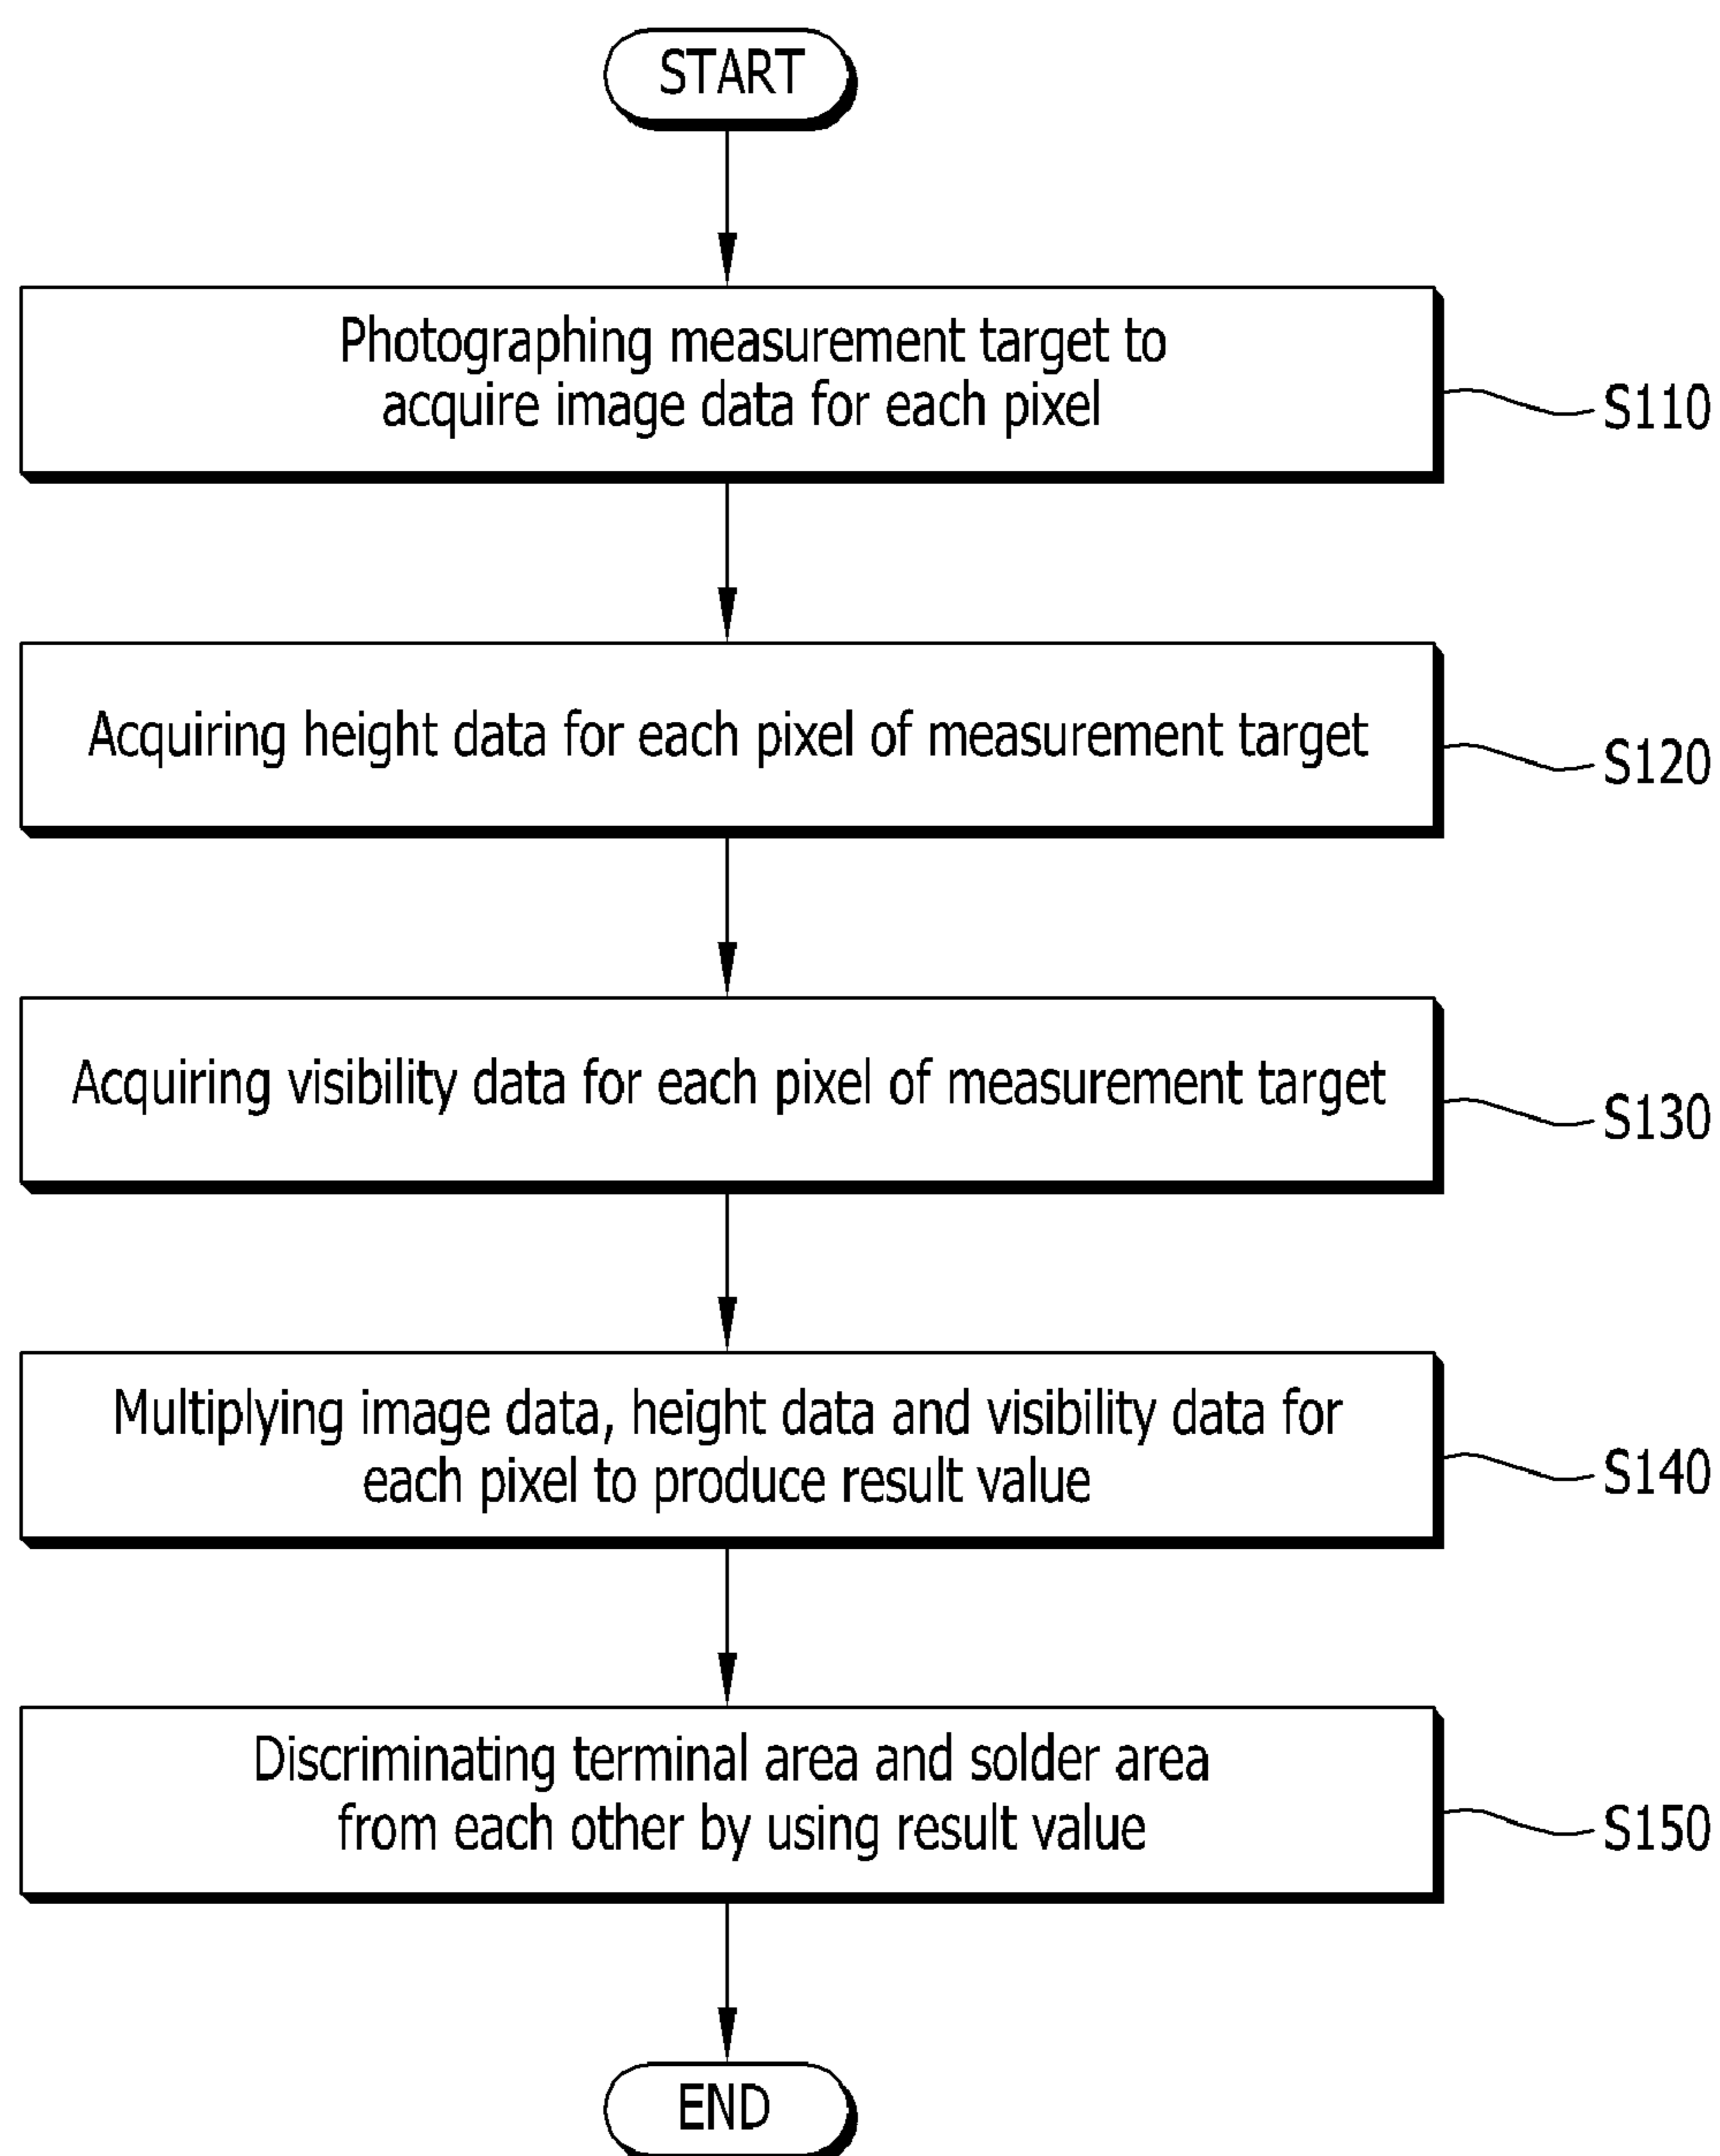 START
Photographing measurement target to
acquire image data for each pixel
S110
Acquiring height data for each pixel of measurement target
S120
Acquiring visibility data for each pixel of measurement target
S130
Multiplying image data, height data and visibility data for
each pixel to produce result value
S140
Discriminating terminal area and solder area
from each other by using result value
S150
END